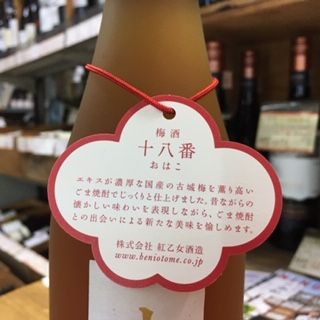 梅酒
十八番
おはこ
エキスが濃厚な国産の古城梅を薫り高い
ごま焼酎でじっくりと仕上げました。昔ながらの
懐かしい味わいを表現しながら、ごま焼酎
との出会いによる新たな美味を愉しめます。
株式会社 紅乙女酒造
www.beniotome.co.jp